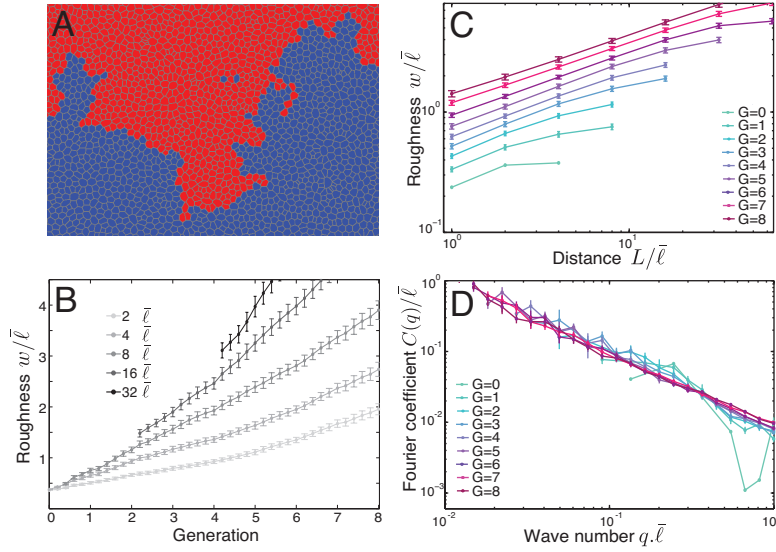 A
B
Roughness w/ℓ̅
4
3
2
1
0
1
2
3
4
5
6
7
8
Generation
2 ℓ̅
4 ℓ̅
8 ℓ̅
16 ℓ̅
32 ℓ̅
C
Roughness w/ℓ̅
10⁰
10⁻¹
10⁰
10¹
Distance L/ℓ̅
G=0
G=1
G=2
G=3
G=4
G=5
G=6
G=7
G=8
D
Fourier coefficient C(q)/ℓ̅
10⁰
10⁻¹
10⁻²
10⁻³
10⁻²
10⁻¹
10⁰
Wave number q.ℓ̅
G=0
G=1
G=2
G=3
G=4
G=5
G=6
G=7
G=8